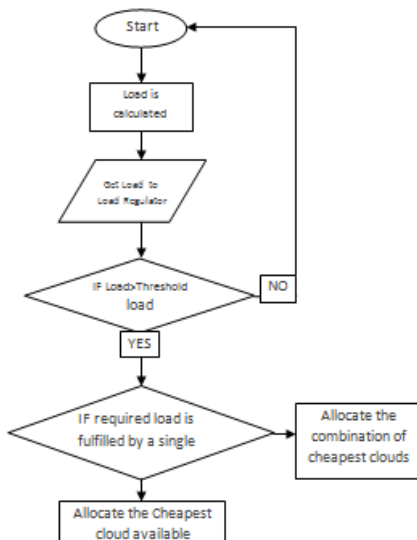 Start
Load is
calculated
Get Load to
Load Regulator
IF Load>Threshold
load
NO
YES
IF required load is
fulfilled by a single
Allocate the
combination of
cheapest clouds
Allocate the Cheapest
cloud available